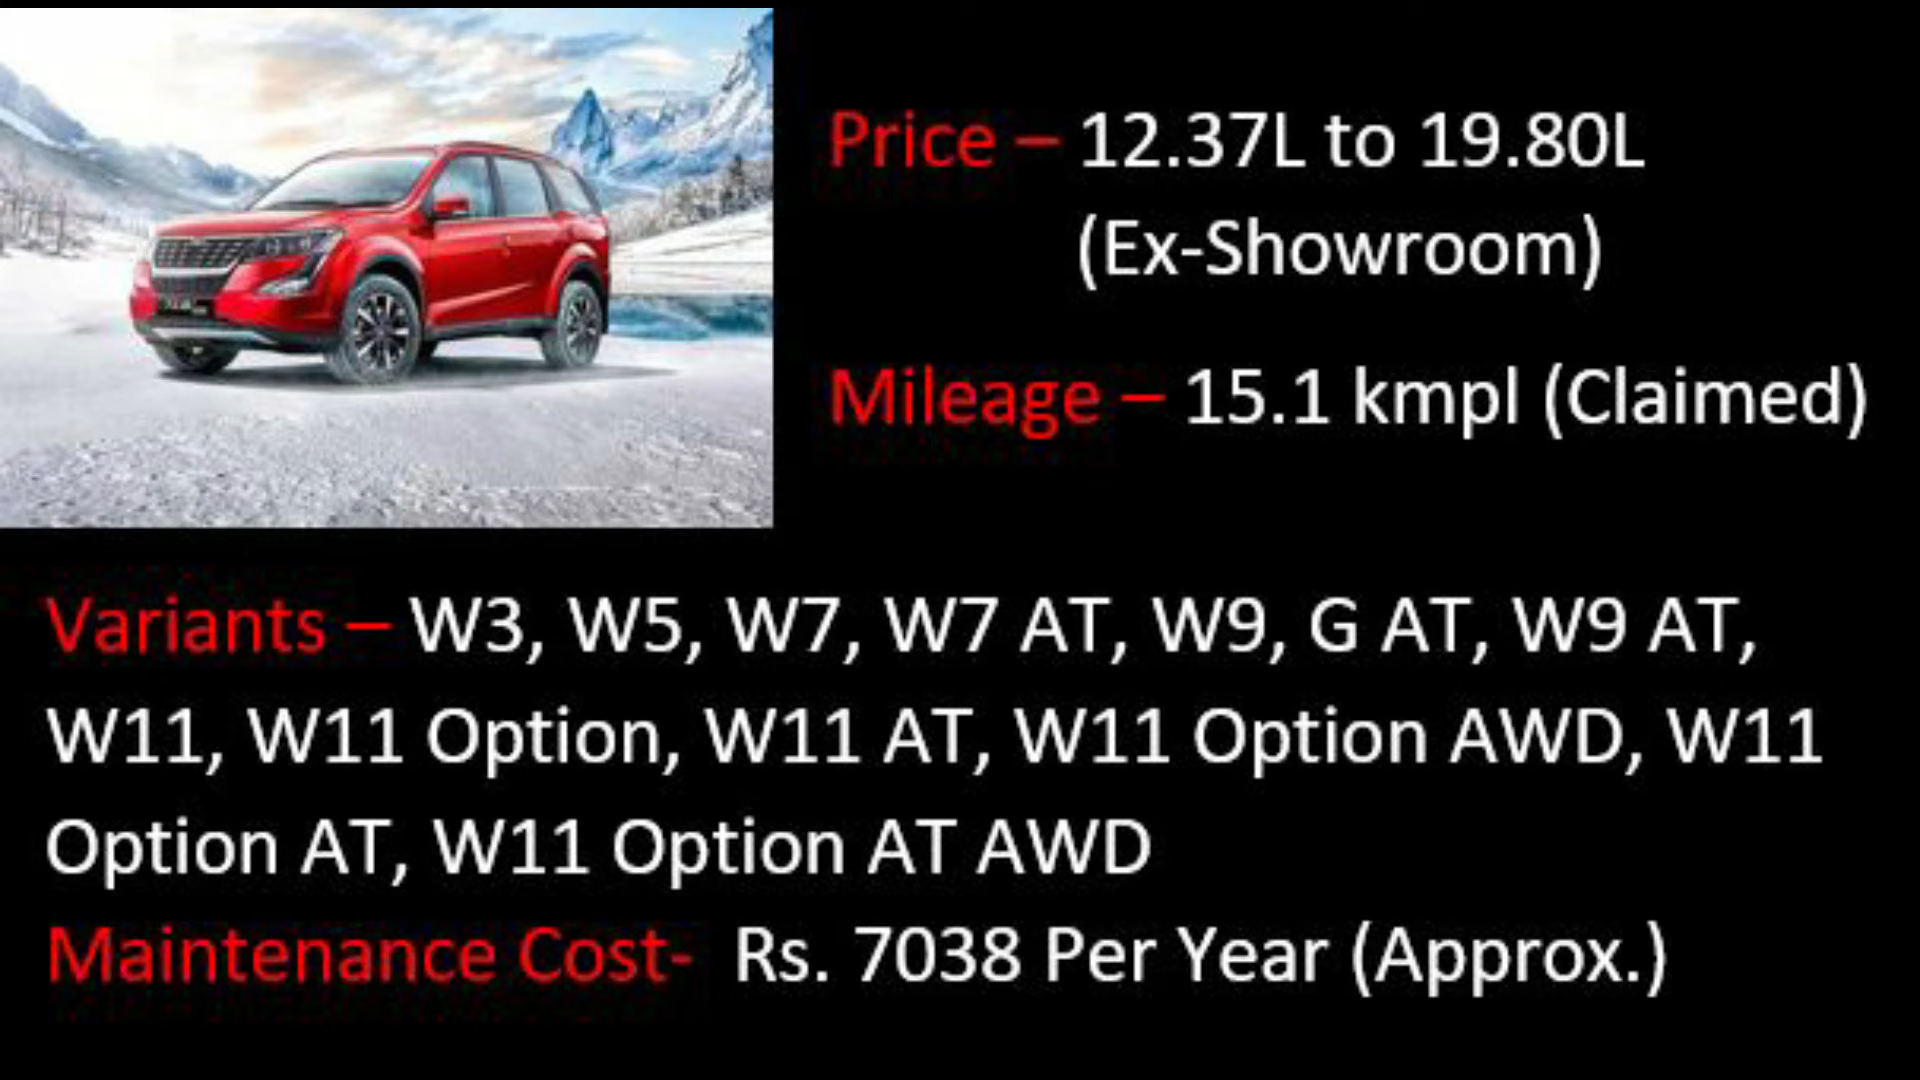 Price – 12.37L to 19.80L
(Ex-Showroom)
Mileage – 15.1 kmpl (Claimed)
Variants – W3, W5, W7, W7 AT, W9, G AT, W9 AT,
W11, W11 Option, W11 AT, W11 Option AWD, W11
Option AT, W11 Option AT AWD
Maintenance Cost-  Rs. 7038 Per Year (Approx.)